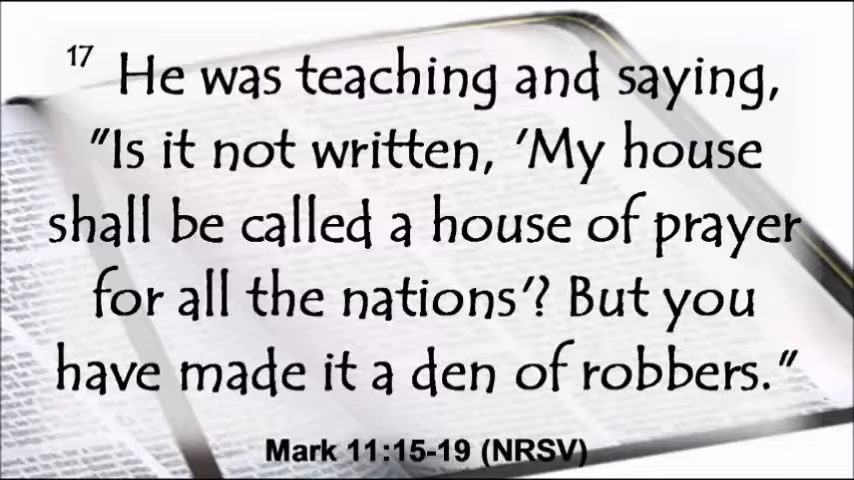 17 He was teaching and saying,
"Is it not written, 'My house
shall be called a house of prayer
for all the nations'? But you
have made it a den of robbers."
Mark 11:15-19 (NRSV)